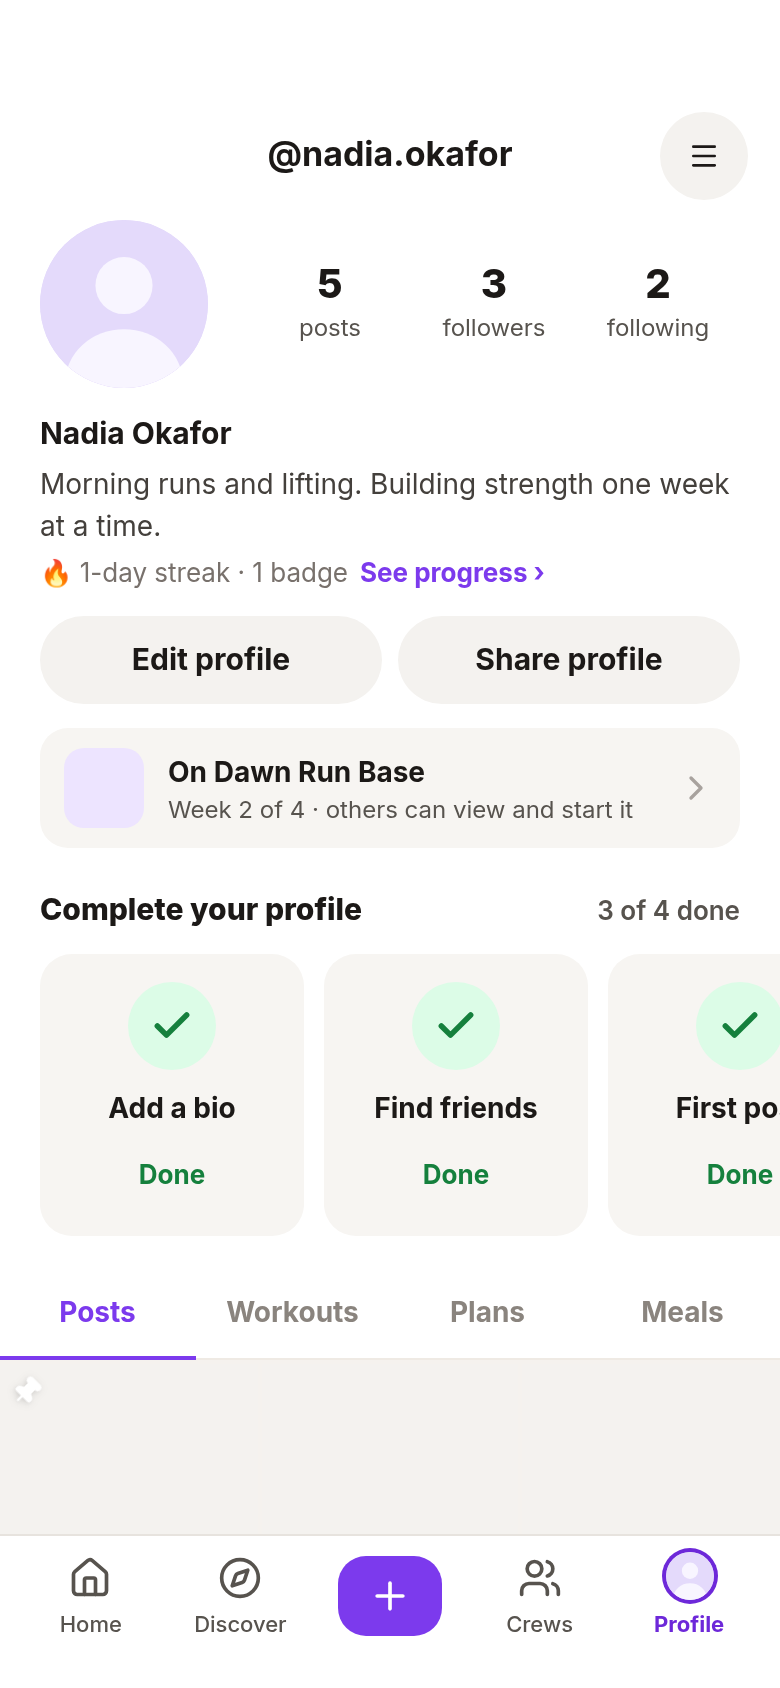 @nadia.okafor
5
posts
3
followers
2
following
Nadia Okafor
Morning runs and lifting. Building strength one week
at a time.
🔥 1-day streak · 1 badge See progress ›
Edit profile
Share profile
On Dawn Run Base
Week 2 of 4 · others can view and start it
Complete your profile
3 of 4 done
Add a bio
Done
Find friends
Done
First
Done
Posts
Workouts
Plans
Meals
Home
Discover
Crews
Profile